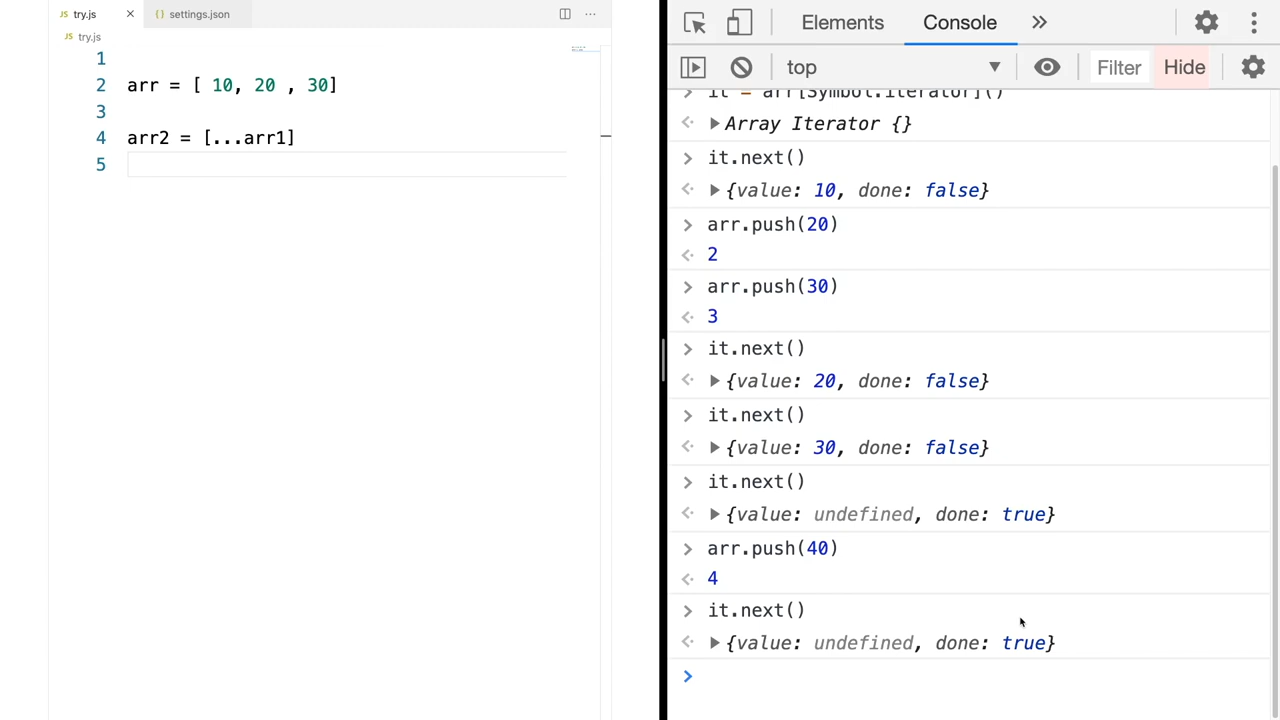 JS try.js
{} settings.json
JS try.js
1
2 arr = [ 10, 20 , 30]
3
4 arr2 = [...arr1]
5
Elements
Console
top
Filter
Hide
it = arr[Symbol.iterator]()
Array Iterator {}
it.next()
{value: 10, done: false}
arr.push(20)
2
arr.push(30)
3
it.next()
{value: 20, done: false}
it.next()
{value: 30, done: false}
it.next()
{value: undefined, done: true}
arr.push(40)
4
it.next()
{value: undefined, done: true}